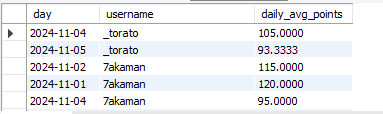 day username daily_avg_points
2024-11-04 _torato 105.0000
2024-11-05 _torato 93.3333
2024-11-02 7akaman 115.0000
2024-11-01 7akaman 120.0000
2024-11-04 7akaman 95.0000